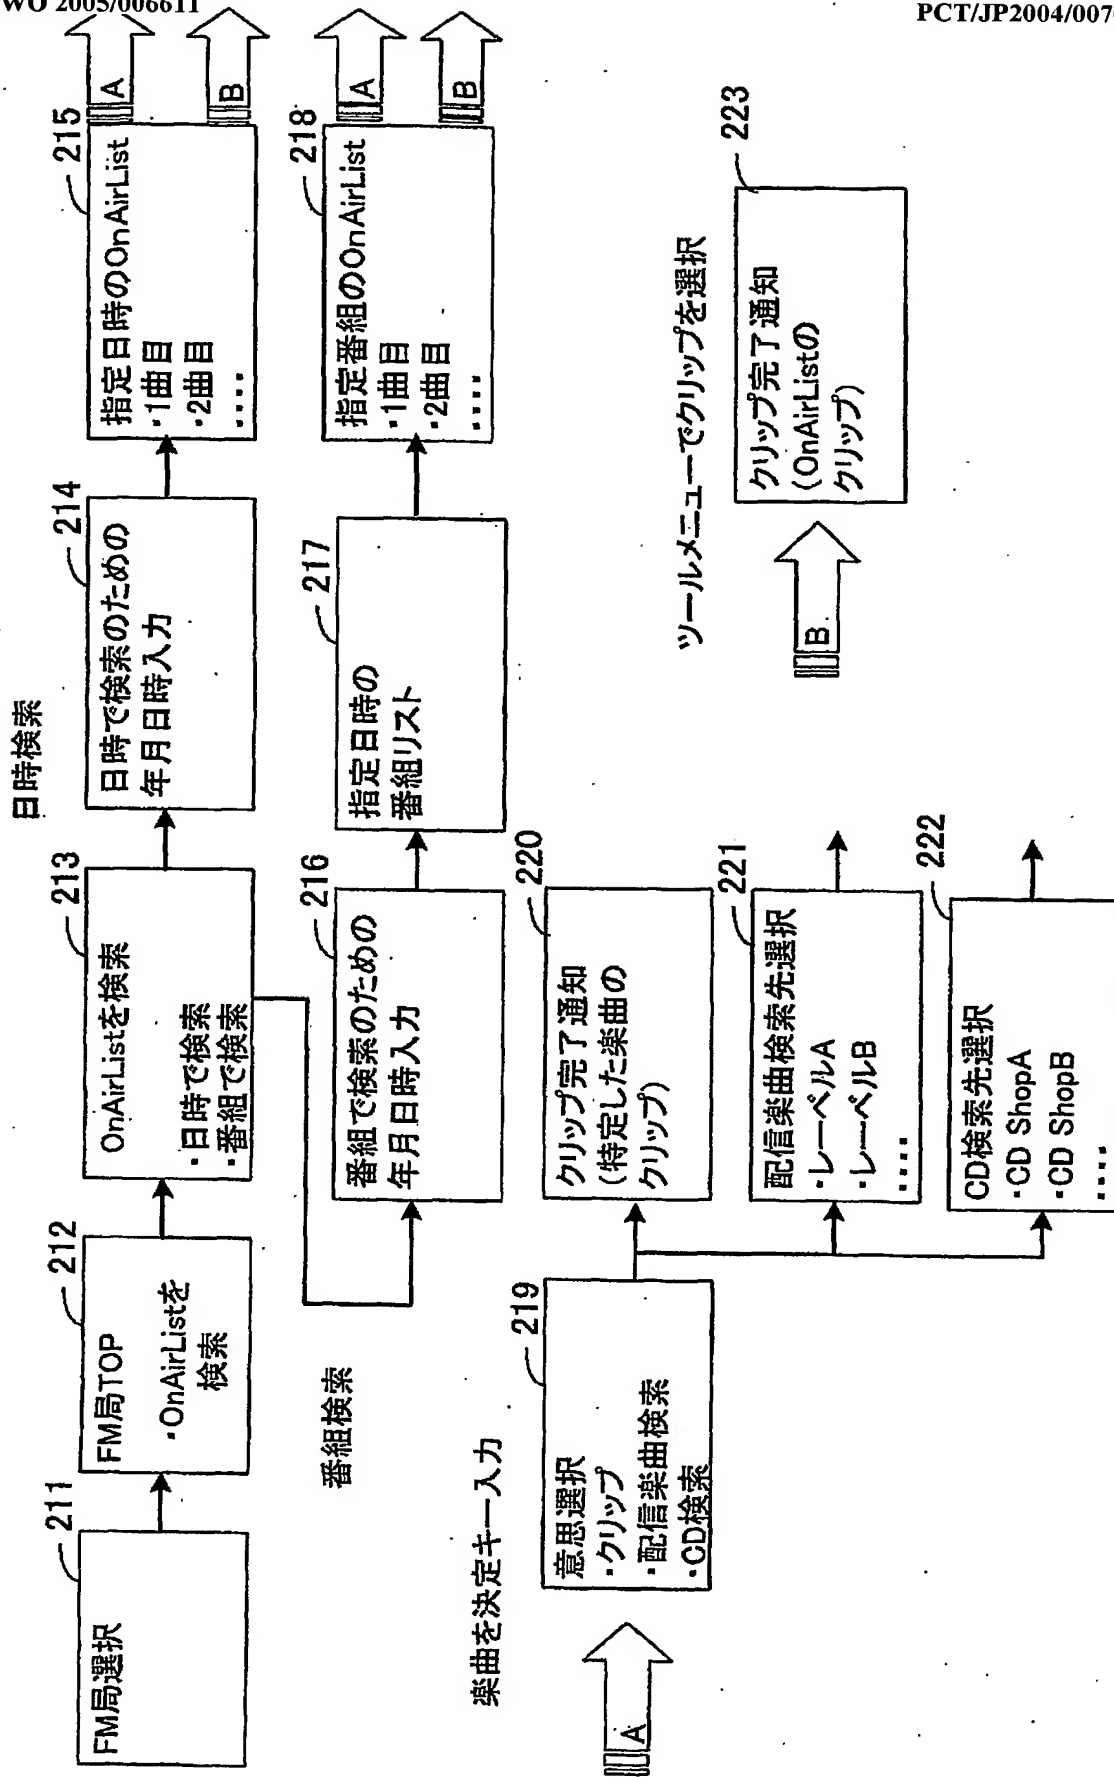 WO 2005/006611
PCT/JP2004/0070
日時検索
211
FM局選択
212
FM局TOP
・OnAirListを
検索
213
OnAirListを検索
・日時で検索
・番組で検索
214
日時で検索のための
年月日時入力
215
指定日時のOnAirList
・1曲目
・2曲目
‥‥
A
B
番組検索
216
番組で検索のための
年月日時入力
217
指定日時の
番組リスト
218
指定番組のOnAirList
・1曲目
・2曲目
‥‥
A
B
楽曲を決定キー入力
A
219
意思選択
・クリップ
・配信楽曲検索
・CD検索
220
クリップ完了通知
(特定した楽曲の
クリップ)
221
配信楽曲検索先選択
・レーベルA
・レーベルB
‥‥
222
CD検索先選択
・CD ShopA
・CD ShopB
‥‥
ツールメニューでクリップを選択
B
223
クリップ完了通知
(OnAirListの
クリップ)